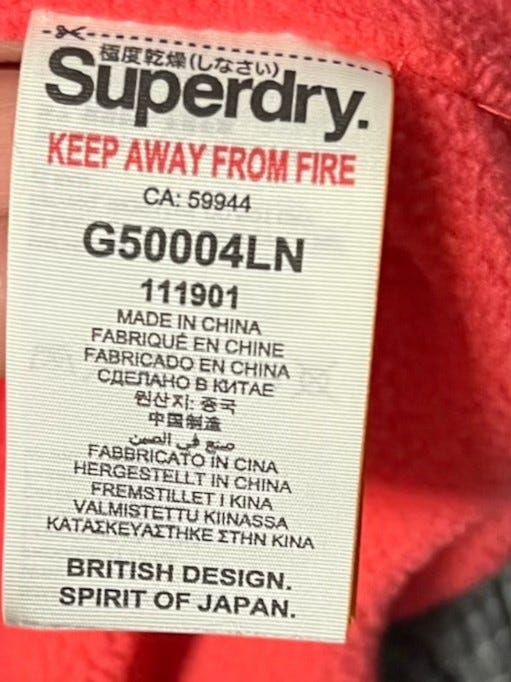 極度乾燥(しなさい)
Superdry.
KEEP AWAY FROM FIRE
CA: 59944
G50004LN
111901
MADE IN CHINA
FABRIQUÉ EN CHINE
FABRICADO EN CHINA
СДЕЛАНО В КИТАЕ
원산지: 중국
中国制造
صنع في الصين
FABBRICATO IN CINA
HERGESTELLT IN CHINA
FREMSTILLET I KINA
VALMISTETTU KIINASSA
ΚΑΤΑΣΚΕΥΑΣΤΗΚΕ ΣΤΗΝ ΚΙΝΑ
BRITISH DESIGN.
SPIRIT OF JAPAN.